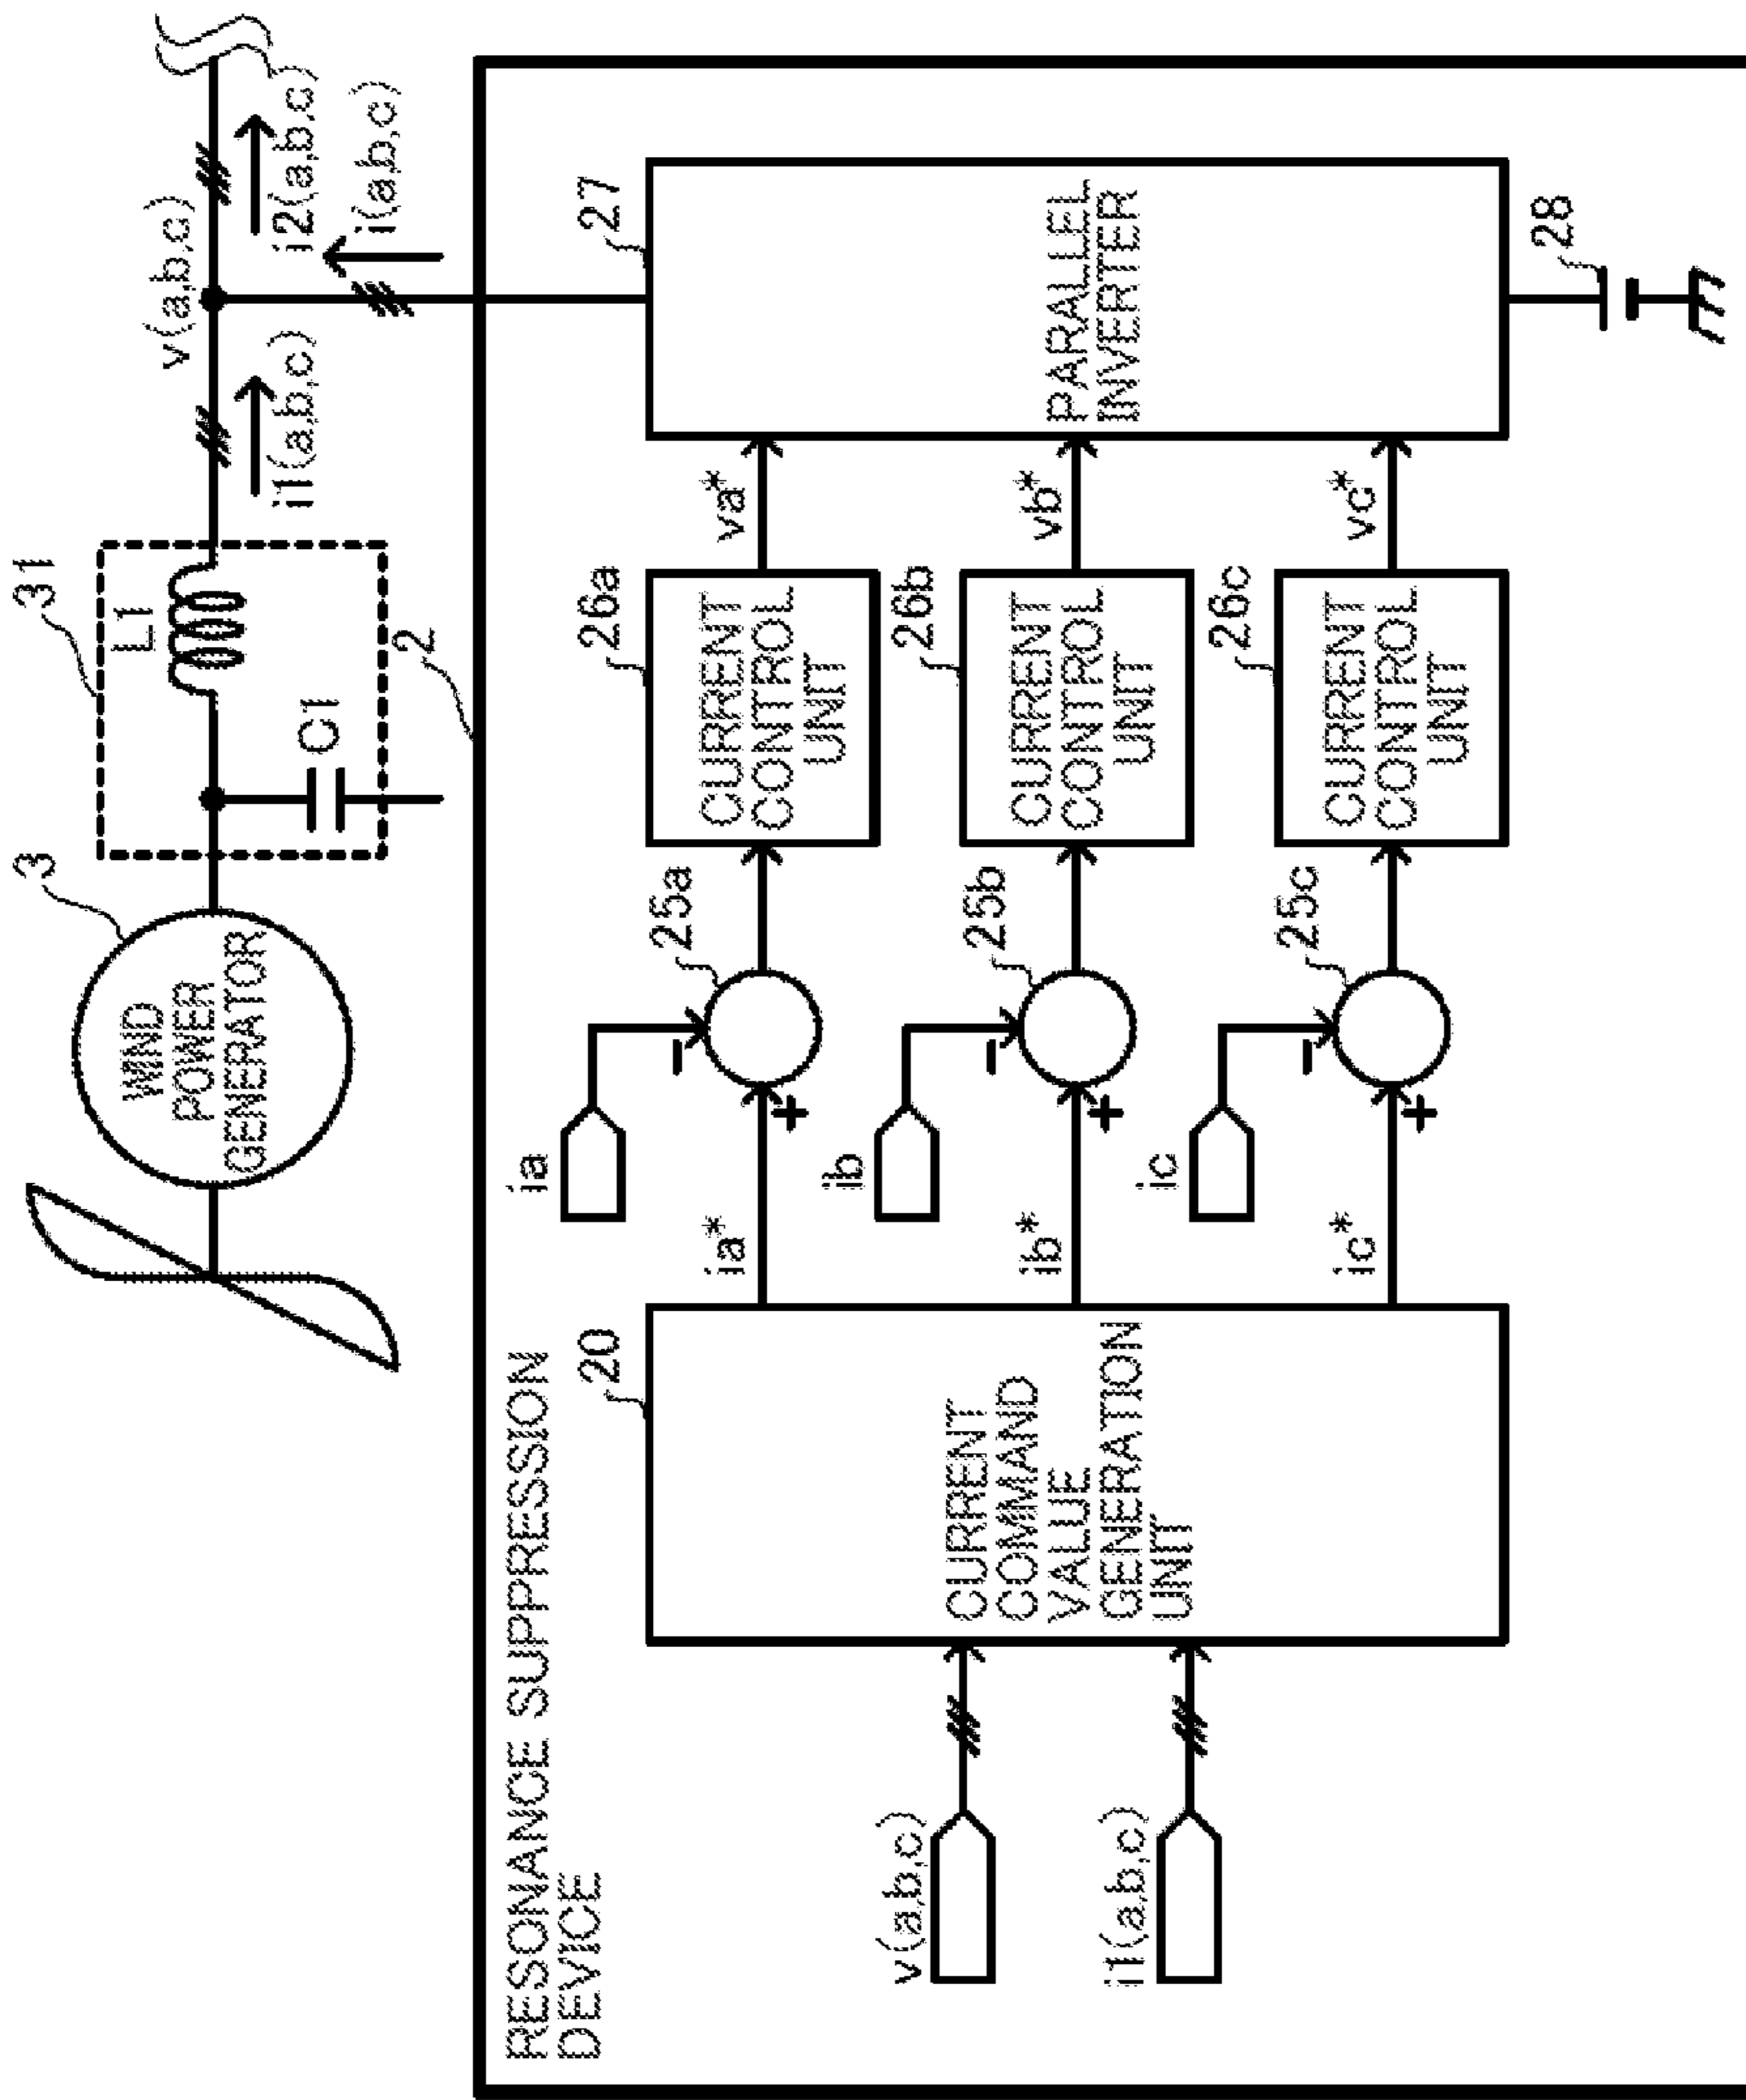 3
31
WIND
POWER
GENERATOR
L1
C1
v(a,b,c)
i1(a,b,c)
i2(a,b,c)
i(a,b,c)
2
RESONANCE SUPPRESSION
DEVICE
20
CURRENT
COMMAND
VALUE
GENERATION
UNIT
v(a,b,c)
i1(a,b,c)
ia
ia*
-
+
25a
26a
CURRENT
CONTROL
UNIT
va*
ib
ib*
-
+
25b
26b
CURRENT
CONTROL
UNIT
vb*
ic
ic*
-
+
25c
26c
CURRENT
CONTROL
UNIT
vc*
27
PARALLEL
INVERTER
28